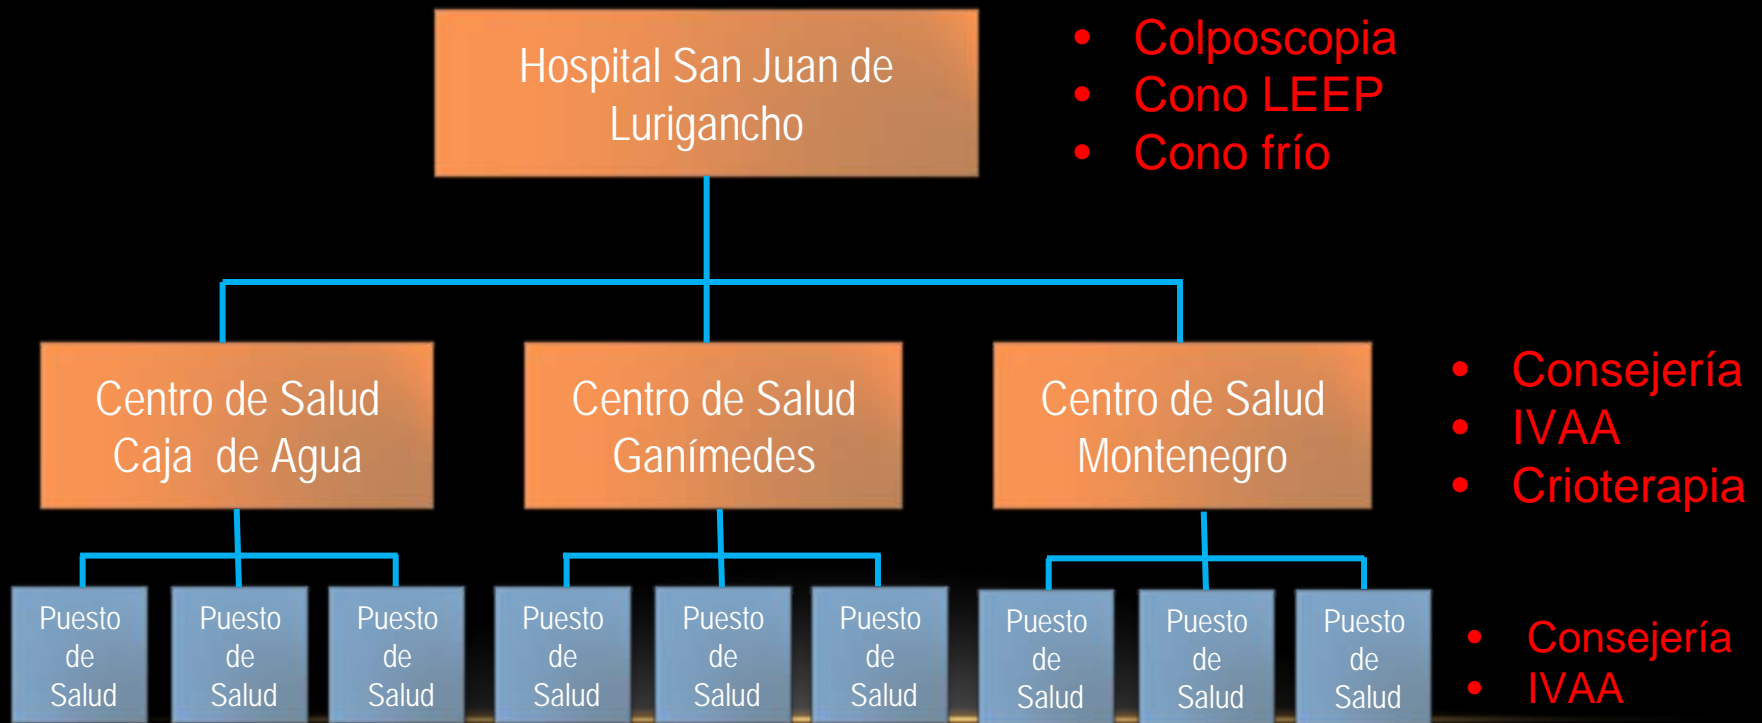 Hospital San Juan de
Lurigancho
• Colposcopia
• Cono LEEP
• Cono frío
Centro de Salud
Caja de Agua
Centro de Salud
Ganímedes
Centro de Salud
Montenegro
• Consejería
• IVAA
• Crioterapia
Puesto
de
Salud
Puesto
de
Salud
Puesto
de
Salud
Puesto
de
Salud
Puesto
de
Salud
Puesto
de
Salud
Puesto
de
Salud
Puesto
de
Salud
Puesto
de
Salud
• Consejería
• IVAA